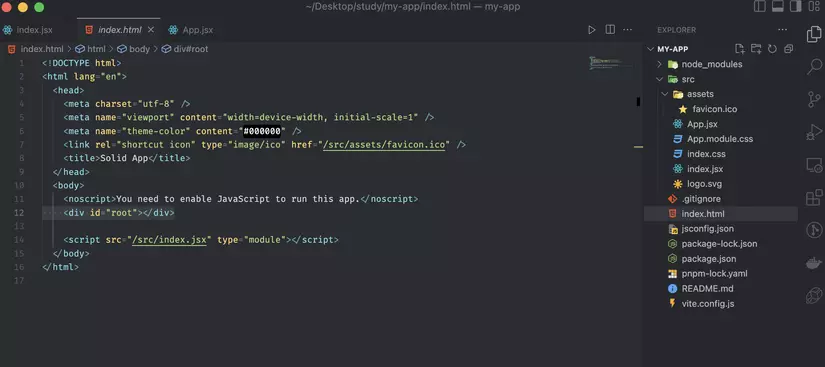 ~/Desktop/study/my-app/index.html — my-app
index.jsx
index.html
App.jsx
index.html > html > body > div#root
1 <!DOCTYPE html>
2 <html lang="en">
3 <head>
4 <meta charset="utf-8" />
5 <meta name="viewport" content="width=device-width, initial-scale=1" />
6 <meta name="theme-color" content="#000000" />
7 <link rel="shortcut icon" type="image/ico" href="/src/assets/favicon.ico" />
8 <title>Solid App</title>
9 </head>
10 <body>
11 <noscript>You need to enable JavaScript to run this app.</noscript>
12 <div id="root"></div>
13
14 <script src="/src/index.jsx" type="module"></script>
15 </body>
16 </html>
17
EXPLORER
MY-APP
node_modules
src
assets
favicon.ico
App.jsx
App.module.css
index.css
index.jsx
logo.svg
.gitignore
index.html
jsconfig.json
package-lock.json
package.json
pnpm-lock.yaml
README.md
vite.config.js